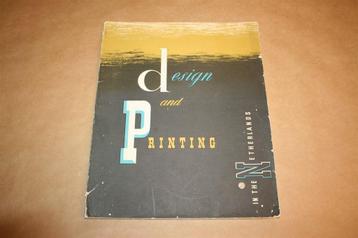 design
and
PRINTING
IN THE NETHERLANDS